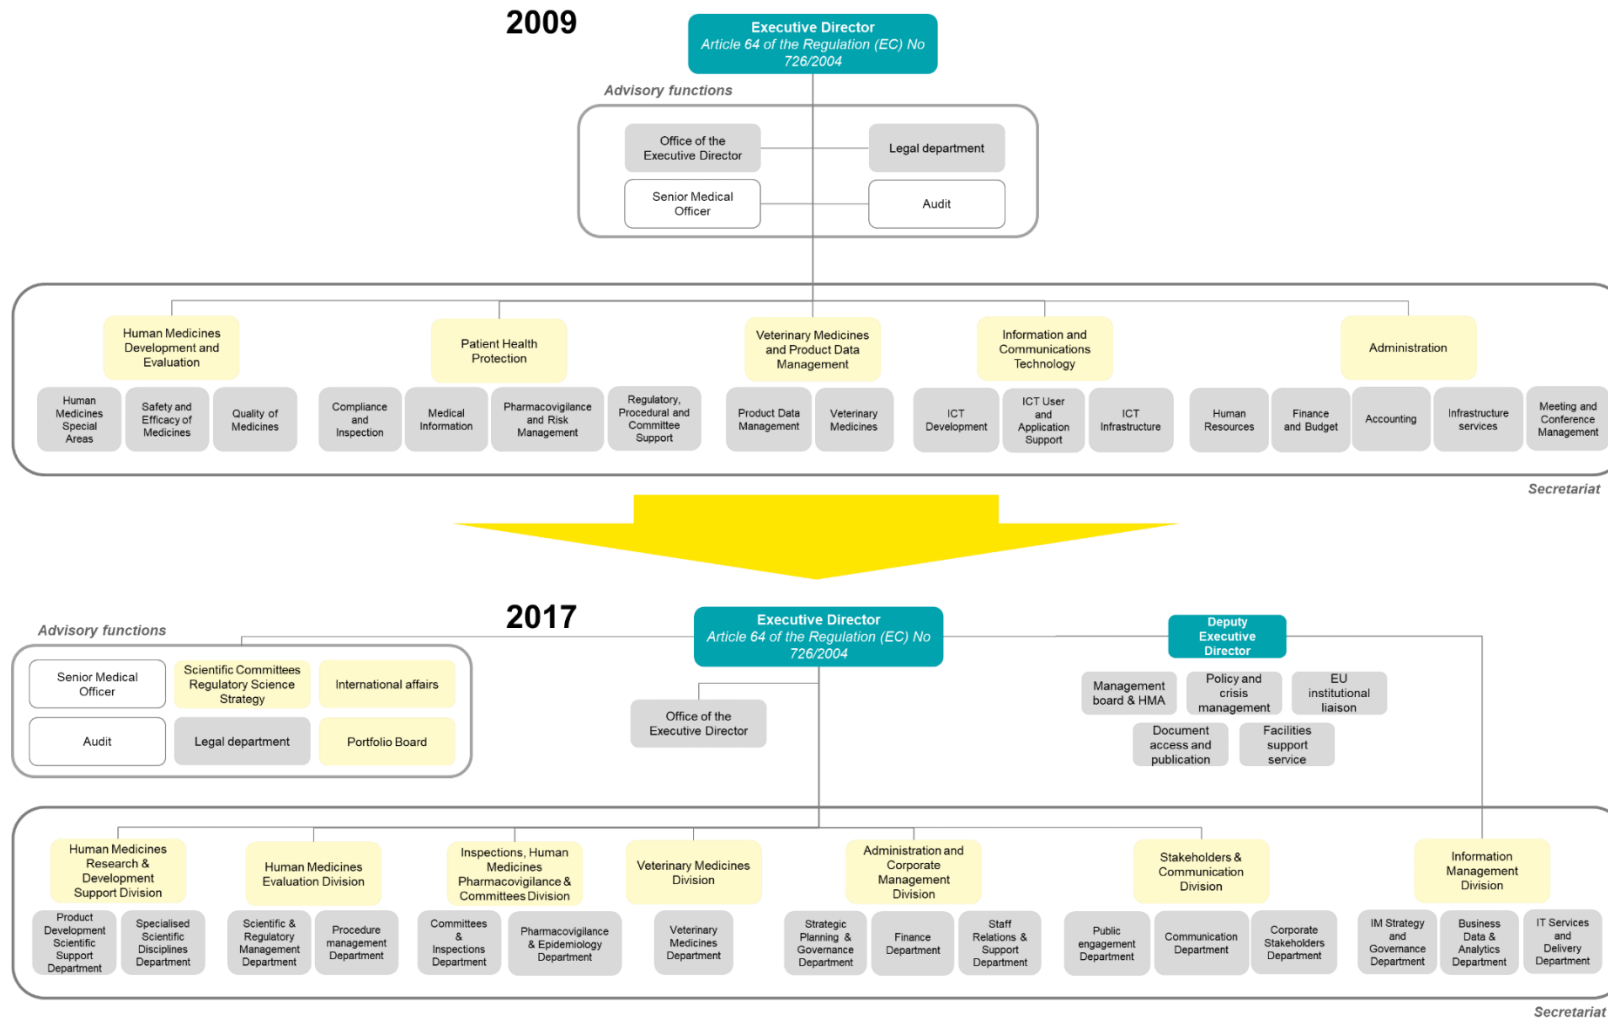 2009
Executive Director
Article 64 of the Regulation (EC) No
726/2004
Advisory functions
Office of the
Executive Director
Legal department
Senior Medical
Officer
Audit
Human Medicines
Development and
Evaluation
Patient Health
Protection
Veterinary Medicines
and Product Data
Management
Information and
Communications
Technology
Administration
Human
Medicines
Special
Areas
Safety and
Efficacy of
Medicines
Quality of
Medicines
Compliance
and
Inspection
Medical
Information
Pharmacovigilance
and Risk
Management
Regulatory,
Procedural and
Committee
Support
Product Data
Management
Veterinary
Medicines
ICT
Development
ICT User
and
Application
Support
ICT
Infrastructure
Human
Resources
Finance
and Budget
Accounting
Infrastructure
services
Meeting and
Conference
Management
Secretariat
2017
Executive Director
Article 64 of the Regulation (EC) No
726/2004
Deputy
Executive
Director
Advisory functions
Senior Medical
Officer
Scientific Committees
Regulatory Science
Strategy
International affairs
Audit
Legal department
Portfolio Board
Office of the
Executive Director
Management
board & HMA
Policy and
crisis
management
EU
institutional
liaison
Document
access and
publication
Facilities
support
service
Human Medicines
Research &
Development
Support Division
Human Medicines
Evaluation Division
Inspections, Human
Medicines
Pharmacovigilance &
Committees Division
Veterinary Medicines
Division
Administration and
Corporate
Management
Division
Stakeholders &
Communication
Division
Information
Management
Division
Product
Development
Scientific
Support
Department
Specialised
Scientific
Disciplines
Department
Scientific &
Regulatory
Management
Department
Procedure
management
Department
Committees
&
Inspections
Department
Pharmacovigilance
& Epidemiology
Department
Veterinary
Medicines
Department
Strategic
Planning &
Governance
Department
Finance
Department
Staff
Relations &
Support
Department
Public
engagement
Department
Communication
Department
Corporate
Stakeholders
Department
IM Strategy
and
Governance
Department
Business
Data &
Analytics
Department
IT Services
and
Delivery
Department
Secretariat